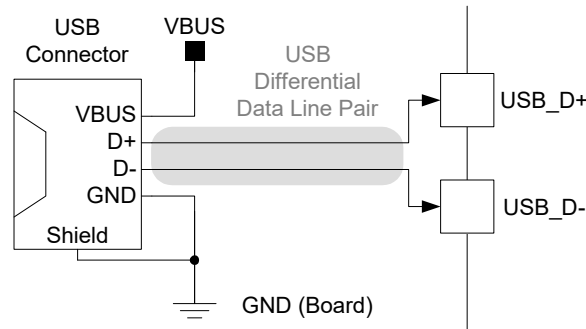 USB
Connector
VBUS
USB
Differential
Data Line Pair
VBUS
D+
D-
GND
Shield
USB_D+
USB_D-
GND (Board)